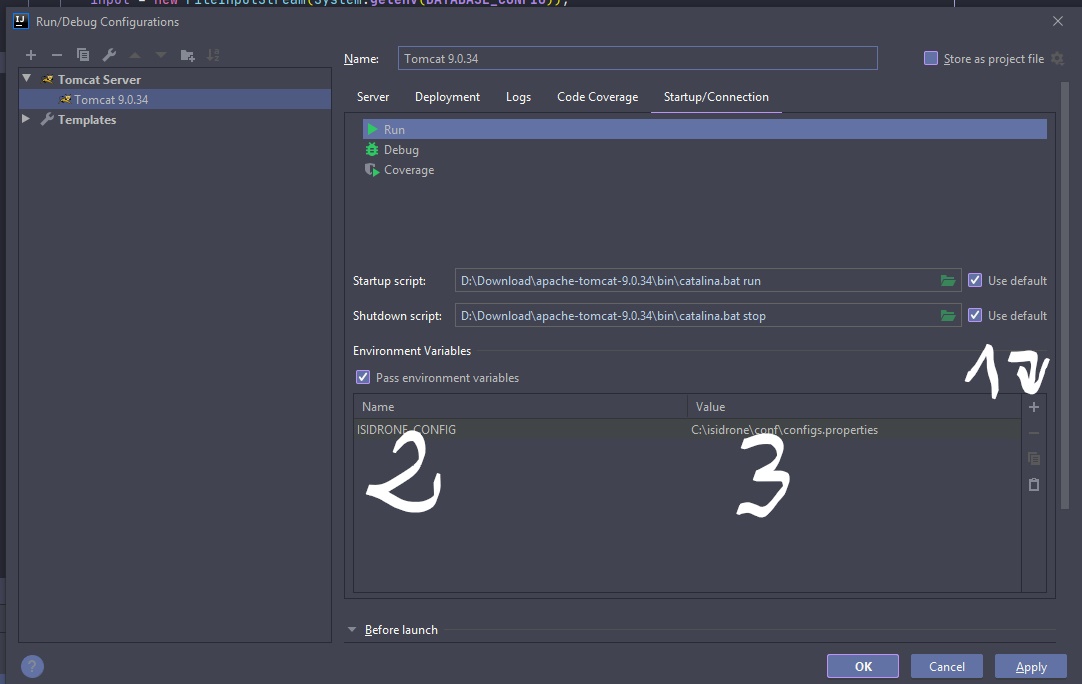 input = new FileInputStream(System.getenv(DATABASE_CONFIG));
Run/Debug Configurations
Name: Tomcat 9.0.34 Store as project file
Tomcat Server
Tomcat 9.0.34
Templates
Server Deployment Logs Code Coverage Startup/Connection
Run
Debug
Coverage
Startup script: D:\Download\apache-tomcat-9.0.34\bin\catalina.bat run Use default
Shutdown script: D:\Download\apache-tomcat-9.0.34\bin\catalina.bat stop Use default
Environment Variables
1
Pass environment variables
Name Value
ISIDRONE_CONFIG C:\isidrone\conf\configs.properties
2 3
Before launch
? OK Cancel Apply